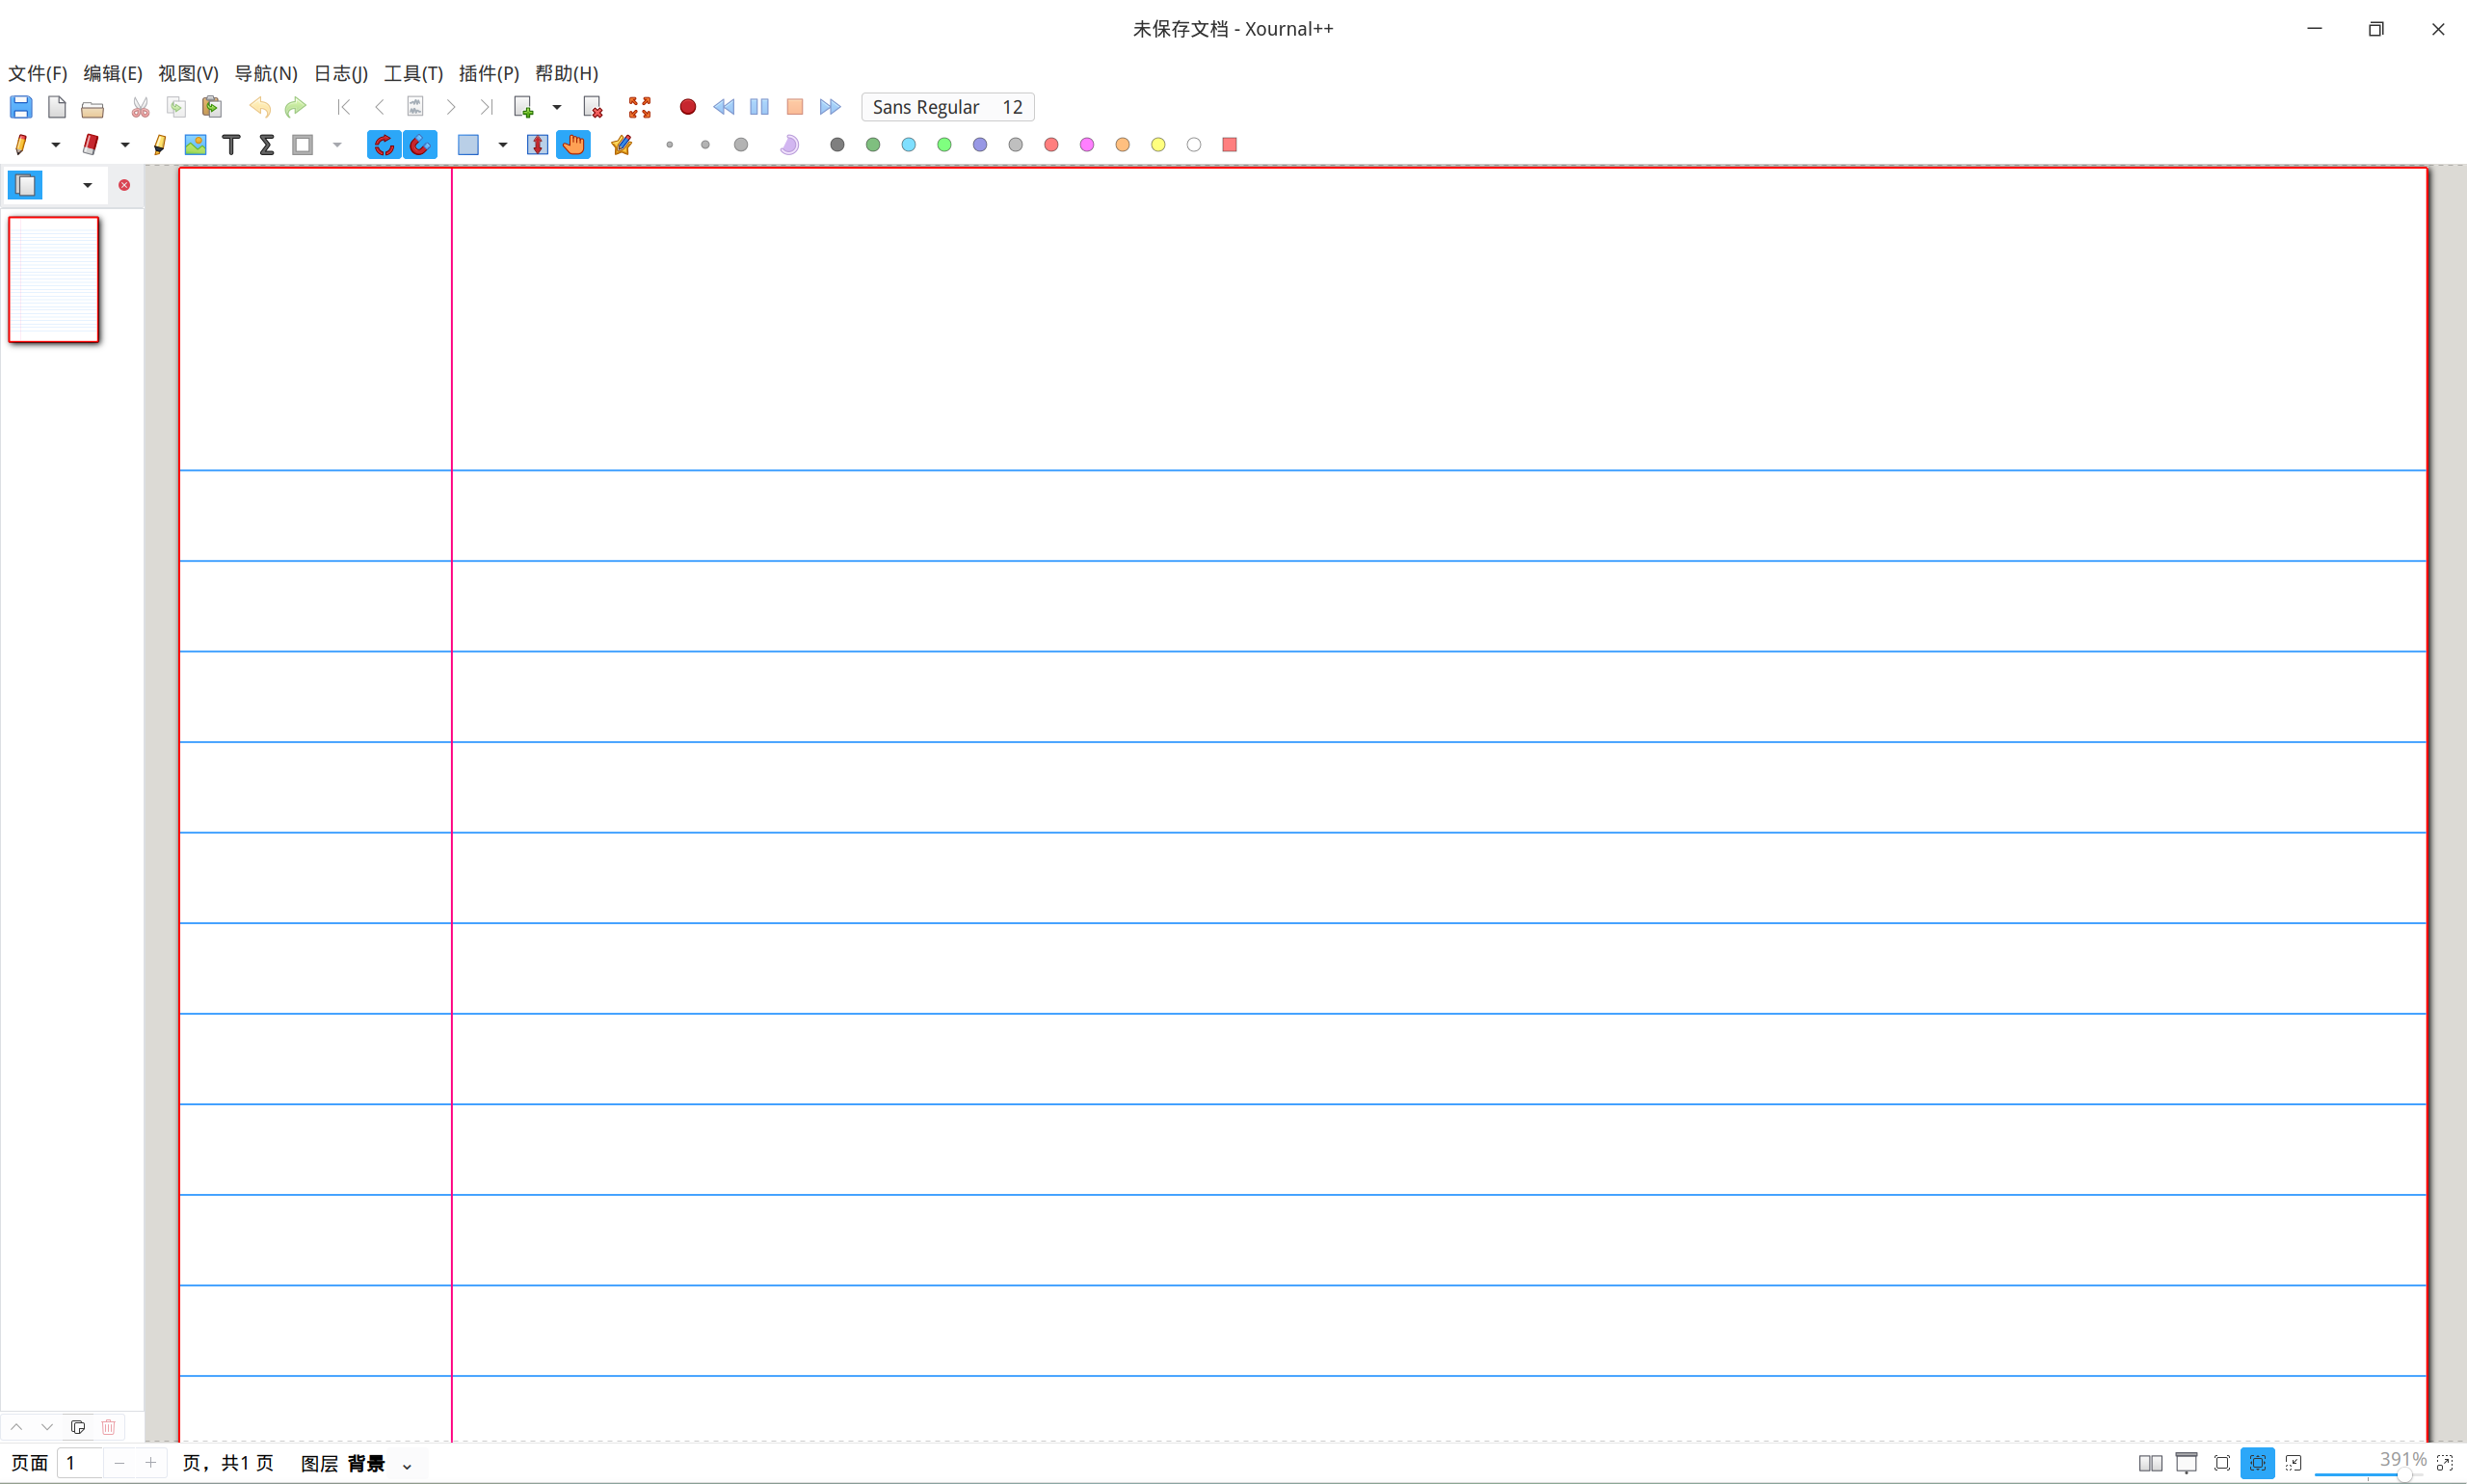 未保存文档 - Xournal++
文件(F) 编辑(E) 视图(V) 导航(N) 日志(J) 工具(T) 插件(P) 帮助(H)
Sans Regular 12
页面 1 页，共1 页 图层 背景 391%